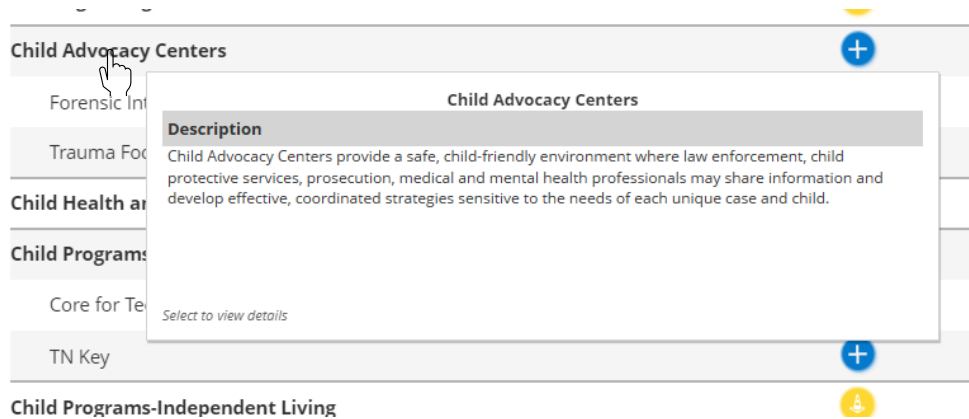 Child Advocacy Centers
Forensic Int
Child Advocacy Centers
Description
Trauma Foc
Child Advocacy Centers provide a safe, child-friendly environment where law enforcement, child
protective services, prosecution, medical and mental health professionals may share information and
develop effective, coordinated strategies sensitive to the needs of each unique case and child.
Child Health ar
Child Programs
Core for Te
Select to view details
TN Key
Child Programs-Independent Living